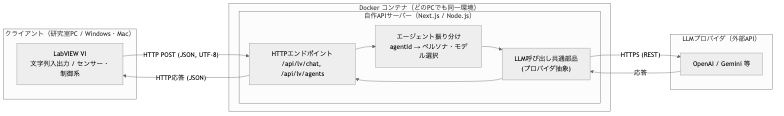 Docker コンテナ（どのPCでも同一環境）
自作APIサーバー（Next.js / Node.js）
クライアント（研究室PC / Windows・Mac）
LabVIEW VI
文字列入出力 / センサー・
制御系
HTTP POST (JSON, UTF-8)
HTTP応答 (JSON)
HTTPエンドポイント
/api/lv/chat,
/api/lv/agents
エージェント振り分け
agentId → ペルソナ・モデ
ル選択
LLM呼び出し共通部品
(プロバイダ抽象)
HTTPS (REST)
応答
LLMプロバイダ（外部API）
OpenAI / Gemini 等